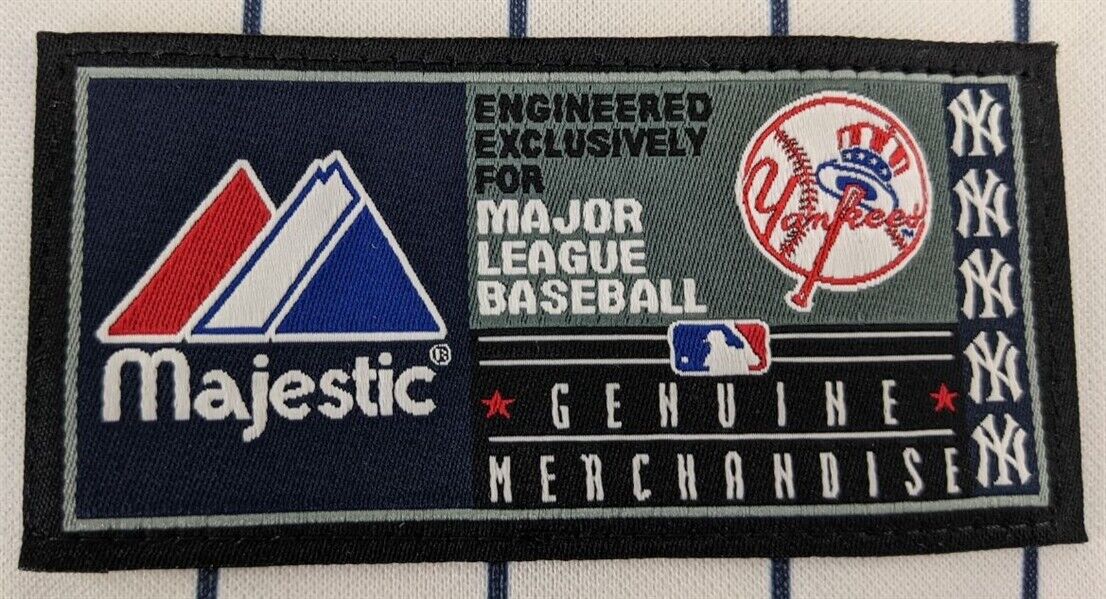 Majestic®
ENGINEERED
EXCLUSIVELY
FOR
MAJOR
LEAGUE
BASEBALL
Yankees
GENUINE
MERCHANDISE
NY
NY
NY
NY
NY